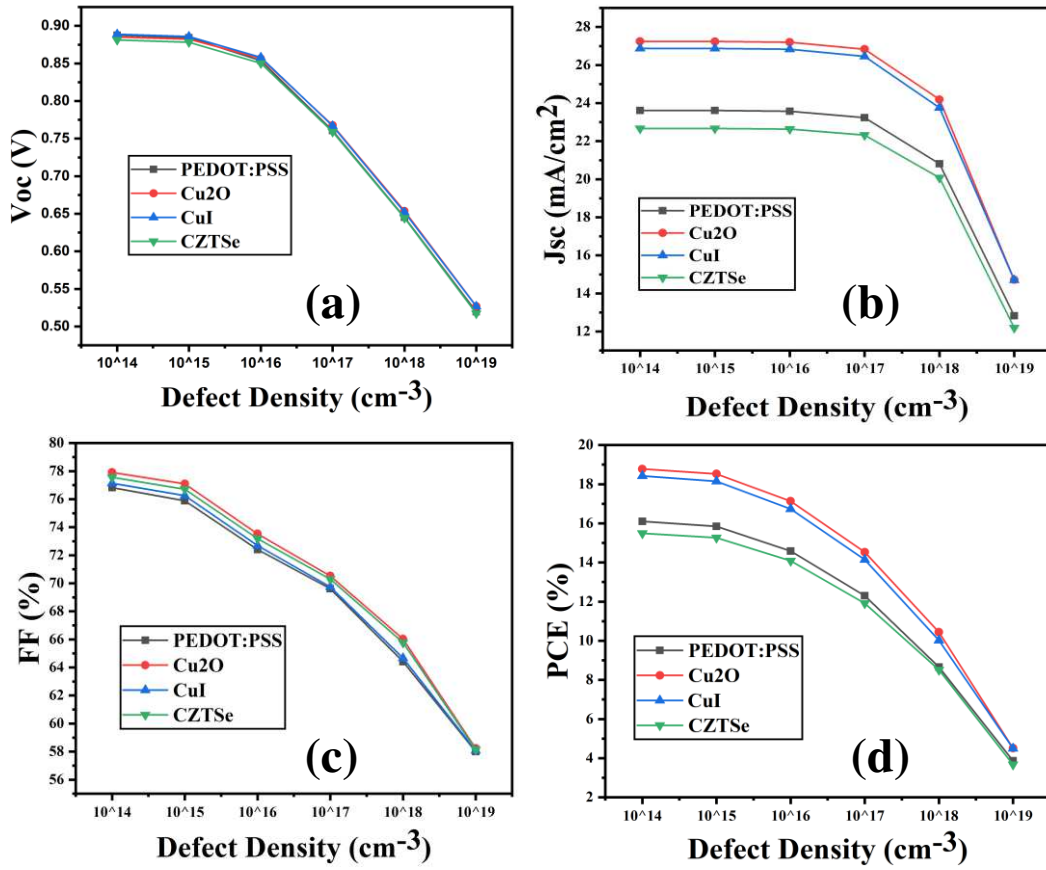 0.90
0.85
0.80
0.75
0.70
0.65
0.60
0.55
0.50
Voc (V)
PEDOT:PSS
Cu2O
CuI
CZTSe
(a)
10^14 10^15 10^16 10^17 10^18 10^19
Defect Density (cm-3)
28
26
24
22
20
18
16
14
12
Jsc (mA/cm2)
PEDOT:PSS
Cu2O
CuI
CZTSe
(b)
10^14 10^15 10^16 10^17 10^18 10^19
Defect Density (cm-3)
80
78
76
74
72
70
68
66
64
62
60
58
56
FF (%)
PEDOT:PSS
Cu2O
CuI
CZTSe
(c)
10^14 10^15 10^16 10^17 10^18 10^19
Defect Density (cm-3)
20
18
16
14
12
10
8
6
4
2
PCE (%)
PEDOT:PSS
Cu2O
CuI
CZTSe
(d)
10^14 10^15 10^16 10^17 10^18 10^19
Defect Density (cm-3)